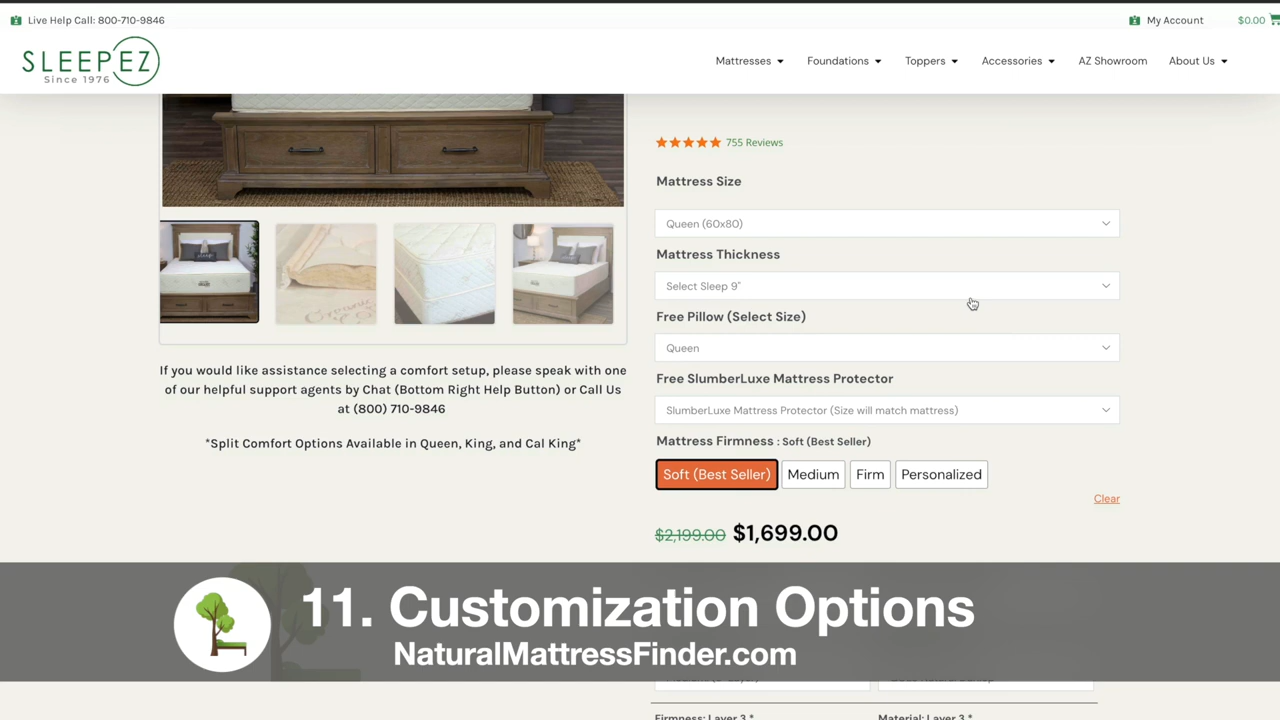 Live Help Call: 800-710-9846
My Account
$0.00
SLEEPEZ
Since 1976
Mattresses
Foundations
Toppers
Accessories
AZ Showroom
About Us
755 Reviews
Mattress Size
Queen (60x80)
Mattress Thickness
Select Sleep 9"
Free Pillow (Select Size)
Queen
Free SlumberLuxe Mattress Protector
SlumberLuxe Mattress Protector (Size will match mattress)
Mattress Firmness : Soft (Best Seller)
Soft (Best Seller)
Medium
Firm
Personalized
Clear
$2,199.00 $1,699.00
If you would like assistance selecting a comfort setup, please speak with one
of our helpful support agents by Chat (Bottom Right Help Button) or Call Us
at (800) 710-9846
*Split Comfort Options Available in Queen, King, and Cal King*
11. Customization Options
NaturalMattressFinder.com
Firmness: Layer 3 *
Material: Layer 3 *